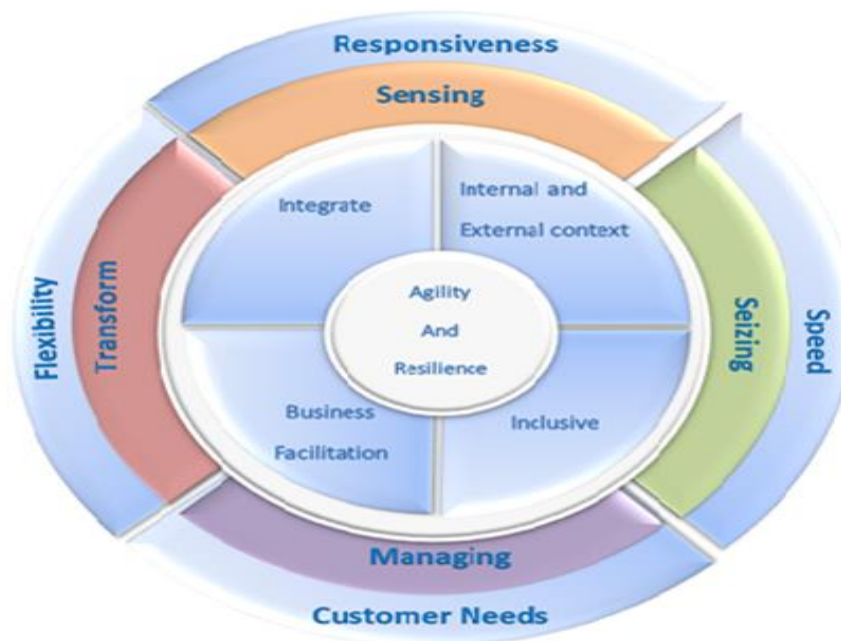 Responsiveness
Sensing
Integrate
Internal and
External context
Flexibility
Transform
Agility
And
Resilience
Seizing
Speed
Business
Facilitation
Inclusive
Managing
Customer Needs